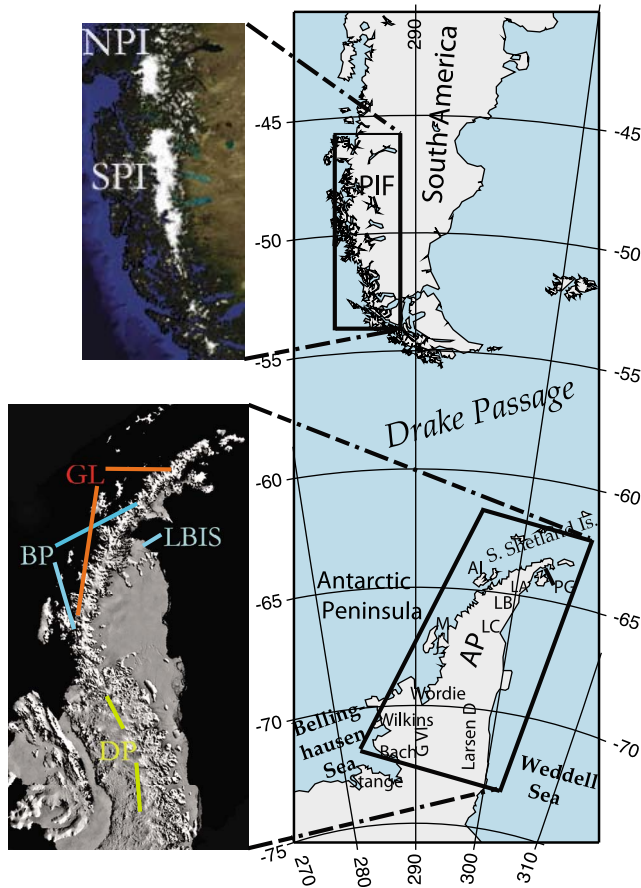 NPI
SPI
290
South-America
-45
-45
PIF
-50
-50
-55
-55
Drake Passage
-60
-60
GL
BP
LBIS
DP
S. Shetland Is.
AI
LA
PG
LB
LC
Antarctic
Peninsula
-65
-65
M
J
AP
Wordie
Wilkins
Bach
G VI
Larsen D
Stange
Belling-
hausen
Sea
Weddell
Sea
-70
-70
-75
-75
270
280
290
300
310